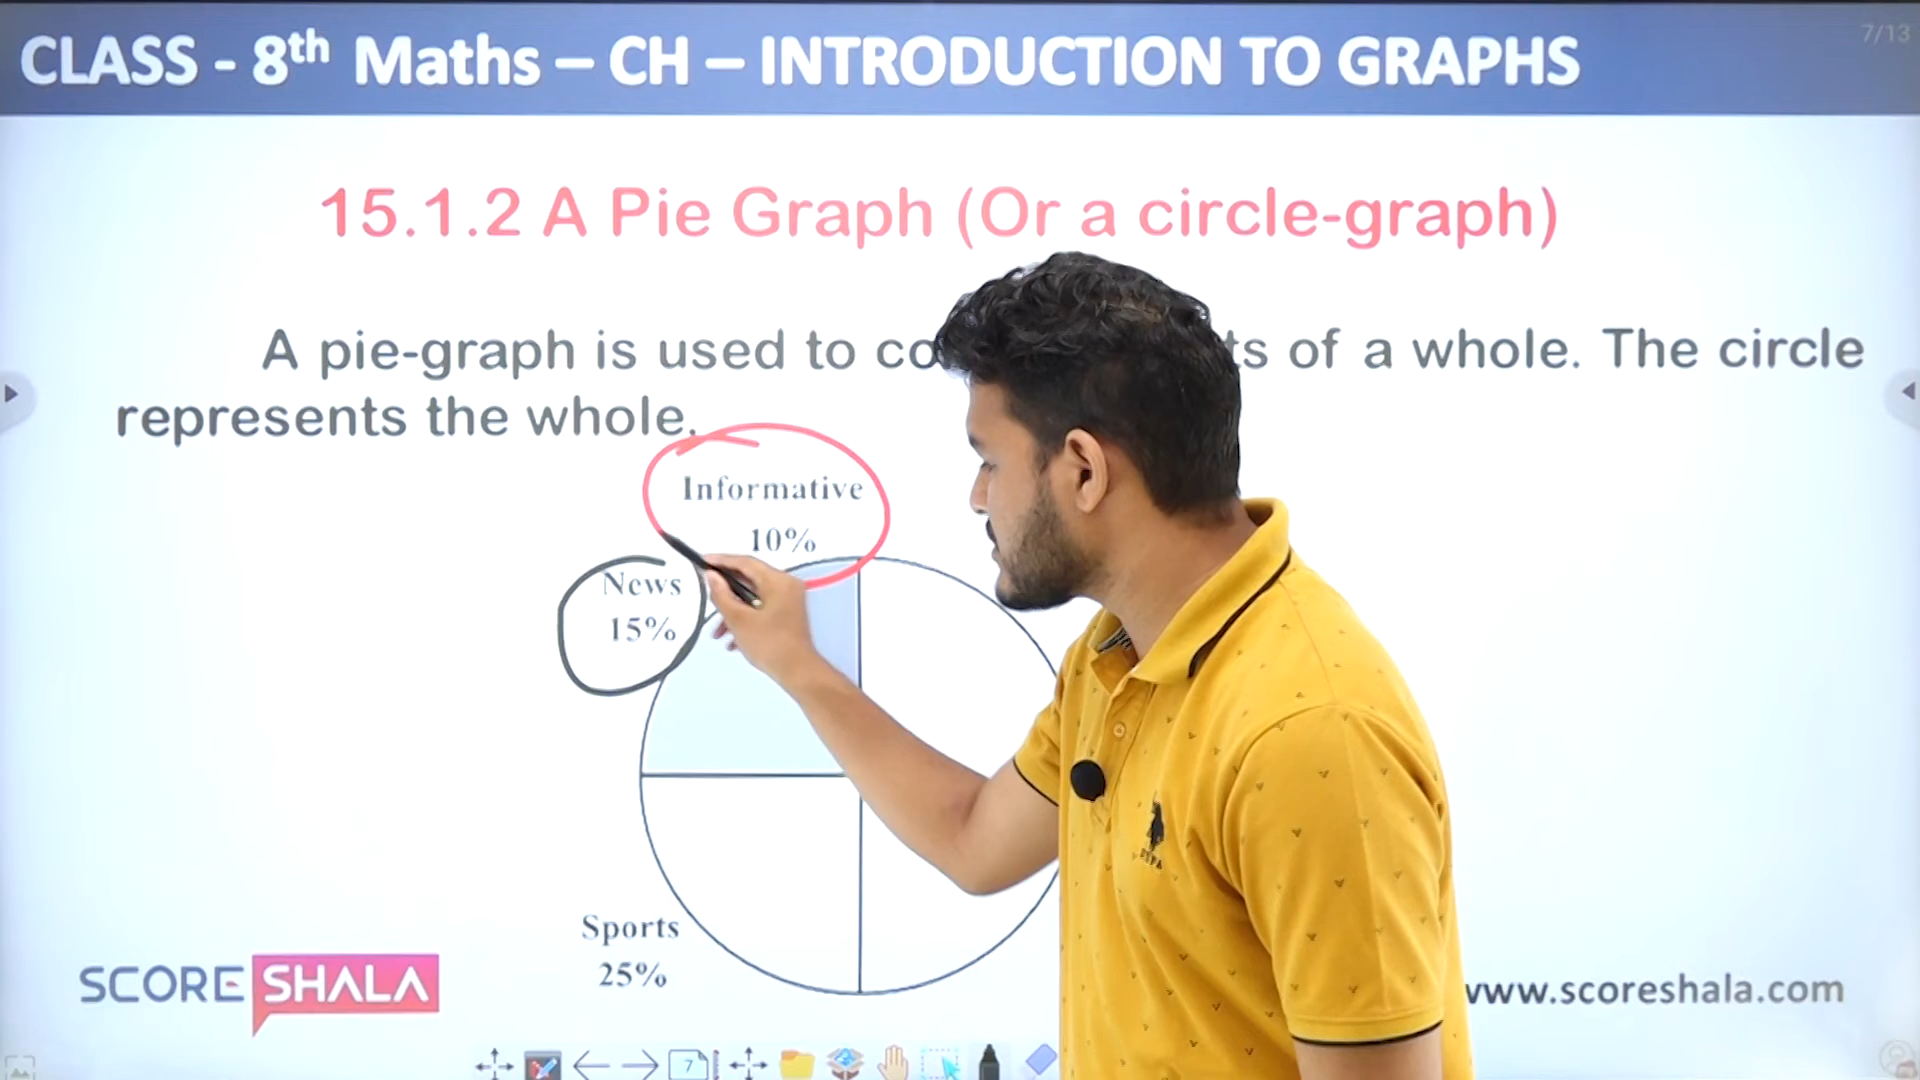 CLASS - 8th Maths – CH – INTRODUCTION TO GRAPHS
7/13
15.1.2 A Pie Graph (Or a circle-graph)
A pie-graph is used to of a whole. The circle
represents the whole.
Informative
10%
News
15%
Sports
25%
SCORE SHALA
www.scoreshala.com
7